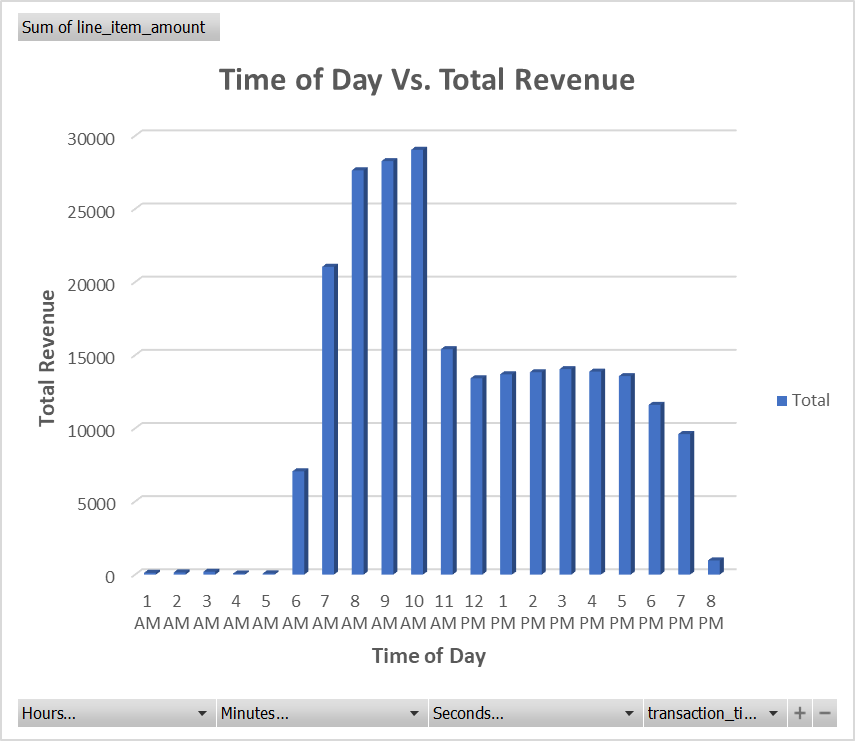 Sum of line_item_amount
Time of Day Vs. Total Revenue
30000
25000
20000
15000
10000
5000
0
Total Revenue
1 2 3 4 5 6 7 8 9 10 11 12 1 2 3 4 5 6 7 8
AM AM AM AM AM AM AM AM AM AM AM PM PM PM PM PM PM PM PM PM
Time of Day
Total
Hours... Minutes... Seconds... transaction_ti...